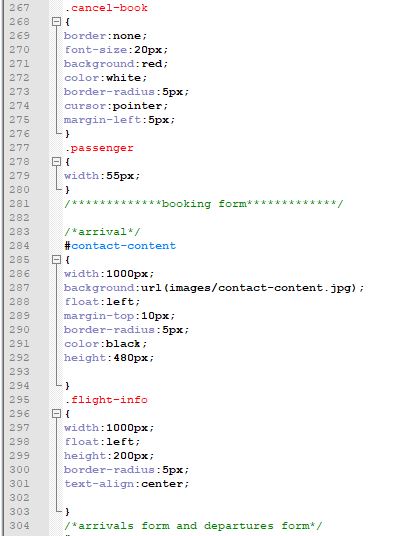 267 .cancel-book
268 {
269 border:none;
270 font-size:20px;
271 background:red;
272 color:white;
273 border-radius:5px;
274 cursor:pointer;
275 margin-left:5px;
276 }
277 .passenger
278 {
279 width:55px;
280 }
281 /*************booking form*************/
282
283 /*arrival*/
284 #contact-content
285 {
286 width:1000px;
287 background:url(images/contact-content.jpg);
288 float:left;
289 margin-top:10px;
290 border-radius:5px;
291 color:black;
292 height:480px;
293
294 }
295 .flight-info
296 {
297 width:1000px;
298 float:left;
299 height:200px;
300 border-radius:5px;
301 text-align:center;
302
303 }
304 /*arrivals form and departures form*/